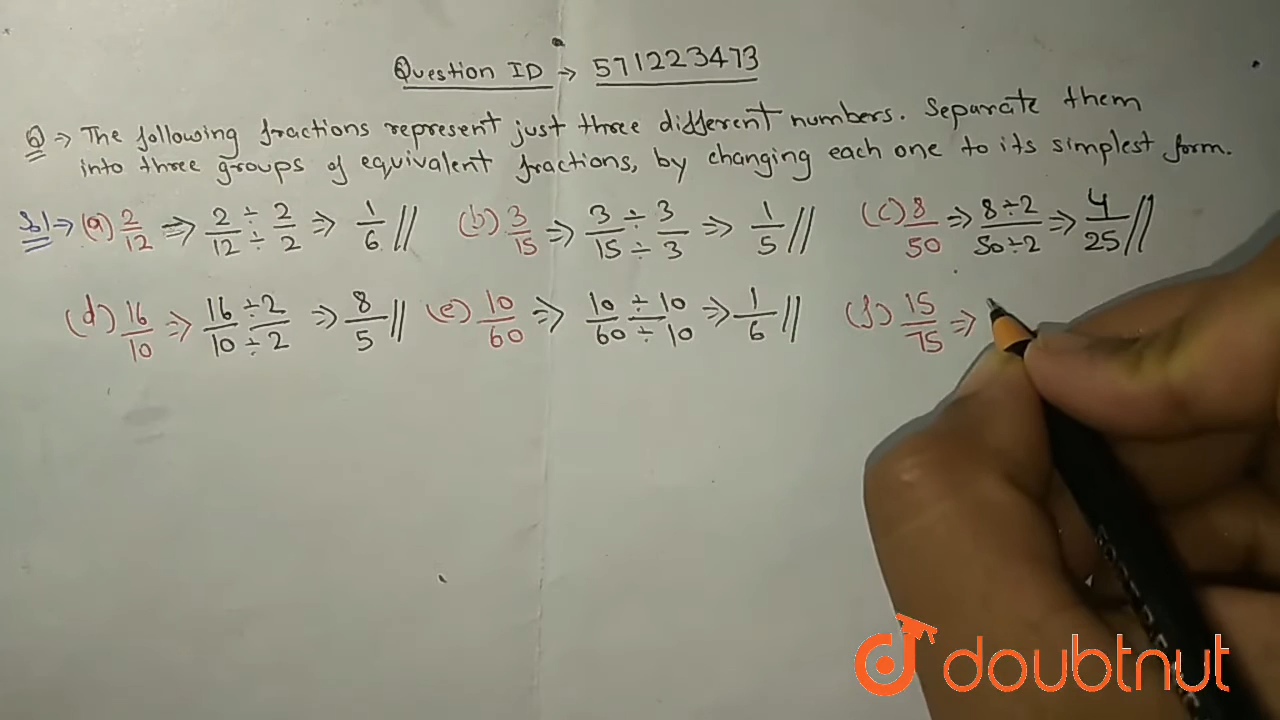 Question ID → 571223473
Q → The following fractions represent just three different numbers. Separate them
into three groups of equivalent fractions, by changing each one to its simplest form.
Sol → (a) 2/12 ⇒ 2 ÷ 2 / 12 ÷ 2 ⇒ 1/6 // (b) 3/15 ⇒ 3 ÷ 3 / 15 ÷ 3 ⇒ 1/5 // (c) 8/50 ⇒ 8÷2 / 50÷2 ⇒ 4/25 //
(d) 16/10 ⇒ 16 ÷ 2 / 10 ÷ 2 ⇒ 8/5 // (e) 10/60 ⇒ 10 ÷ 10 / 60 ÷ 10 ⇒ 1/6 // (f) 15/75 ⇒
doubtnut